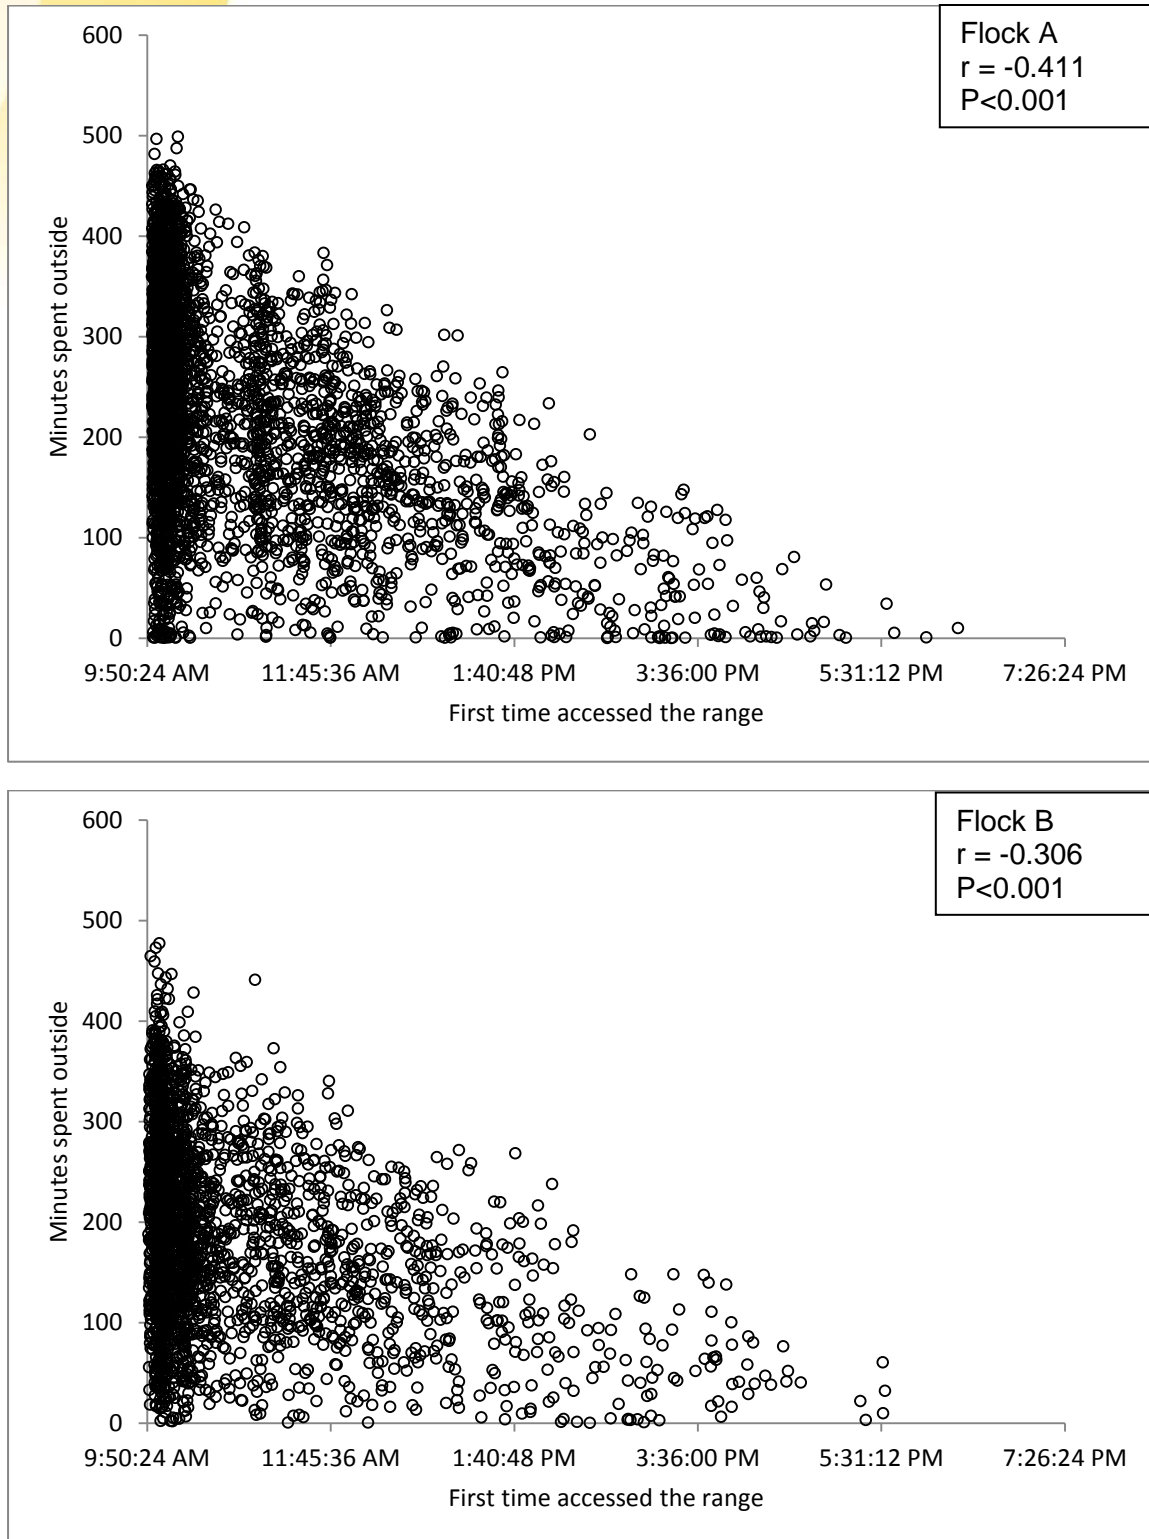 Flock A
r = -0.411
P<0.001
600
500
400
300
200
100
0
Minutes spent outside
9:50:24 AM 11:45:36 AM 1:40:48 PM 3:36:00 PM 5:31:12 PM 7:26:24 PM
First time accessed the range
Flock B
r = -0.306
P<0.001
600
500
400
300
200
100
0
Minutes spent outside
9:50:24 AM 11:45:36 AM 1:40:48 PM 3:36:00 PM 5:31:12 PM 7:26:24 PM
First time accessed the range